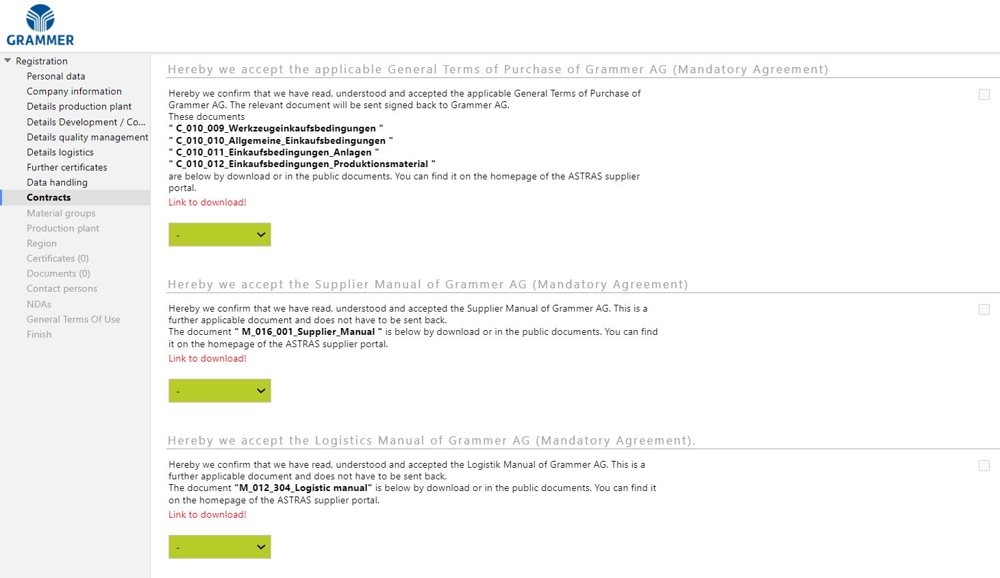 GRAMMER
Registration
Personal data
Company information
Details production plant
Details Development / Co...
Details quality management
Details logistics
Further certificates
Data handling
Contracts
Material groups
Production plant
Region
Certificates (0)
Documents (0)
Contact persons
NDAs
General Terms Of Use
Finish
Hereby we accept the applicable General Terms of Purchase of Grammer AG (Mandatory Agreement)
Hereby we confirm that we have read, understood and accepted the applicable General Terms of Purchase of
Grammer AG. The relevant document will be sent signed back to Grammer AG.
These documents
" C_010_009_Werkzeugeinkaufsbedingungen "
" C_010_010_Allgemeine_Einkaufsbedingungen "
" C_010_011_Einkaufsbedingungen_Anlagen "
" C_010_012_Einkaufsbedingungen_Produktionsmaterial "
are below by download or in the public documents. You can find it on the homepage of the ASTRAS supplier
portal.
Link to download!
-
Hereby we accept the Supplier Manual of Grammer AG (Mandatory Agreement)
Hereby we confirm that we have read, understood and accepted the Supplier Manual of Grammer AG. This is a
further applicable document and does not have to be sent back.
The document " M_016_001_Supplier_Manual " is below by download or in the public documents. You can find
it on the homepage of the ASTRAS supplier portal.
Link to download!
-
Hereby we accept the Logistics Manual of Grammer AG (Mandatory Agreement).
Hereby we confirm that we have read, understood and accepted the Logistik Manual of Grammer AG. This is a
further applicable document and does not have to be sent back.
The document "M_012_304_Logistic manual" is below by download or in the public documents. You can find it
on the homepage of the ASTRAS supplier portal.
Link to download!
-